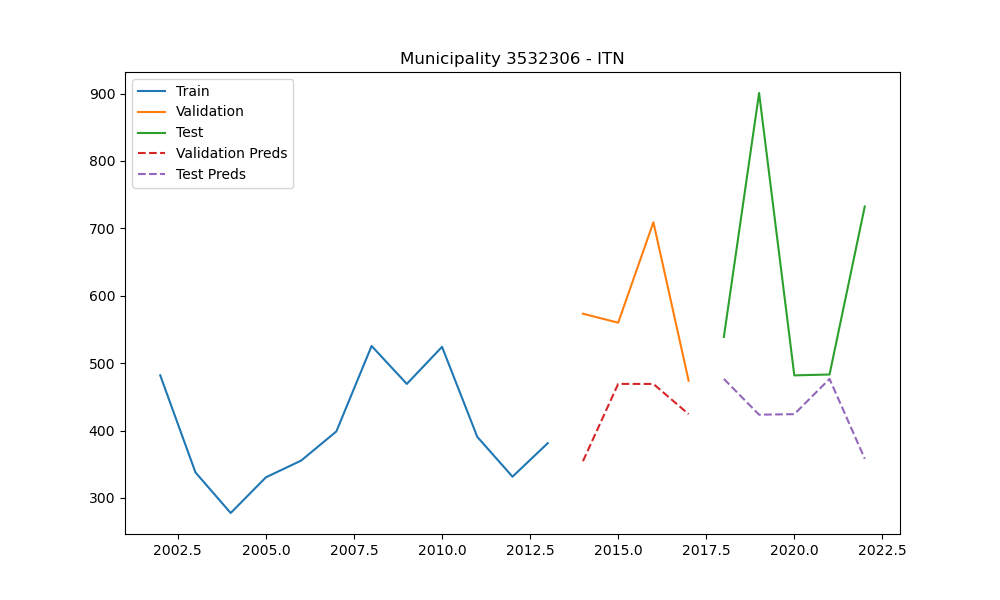 Municipality 3532306 - ITN
Train
Validation
Test
Validation Preds
Test Preds
900
800
700
600
500
400
300
2002.5 2005.0 2007.5 2010.0 2012.5 2015.0 2017.5 2020.0 2022.5